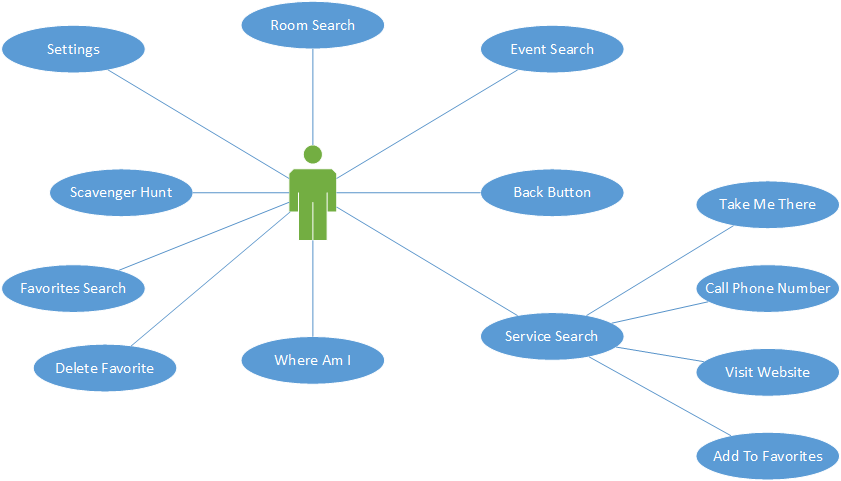 Room Search
Settings
Event Search
Scavenger Hunt
Back Button
Take Me There
Favorites Search
Call Phone Number
Service Search
Where Am I
Delete Favorite
Visit Website
Add To Favorites